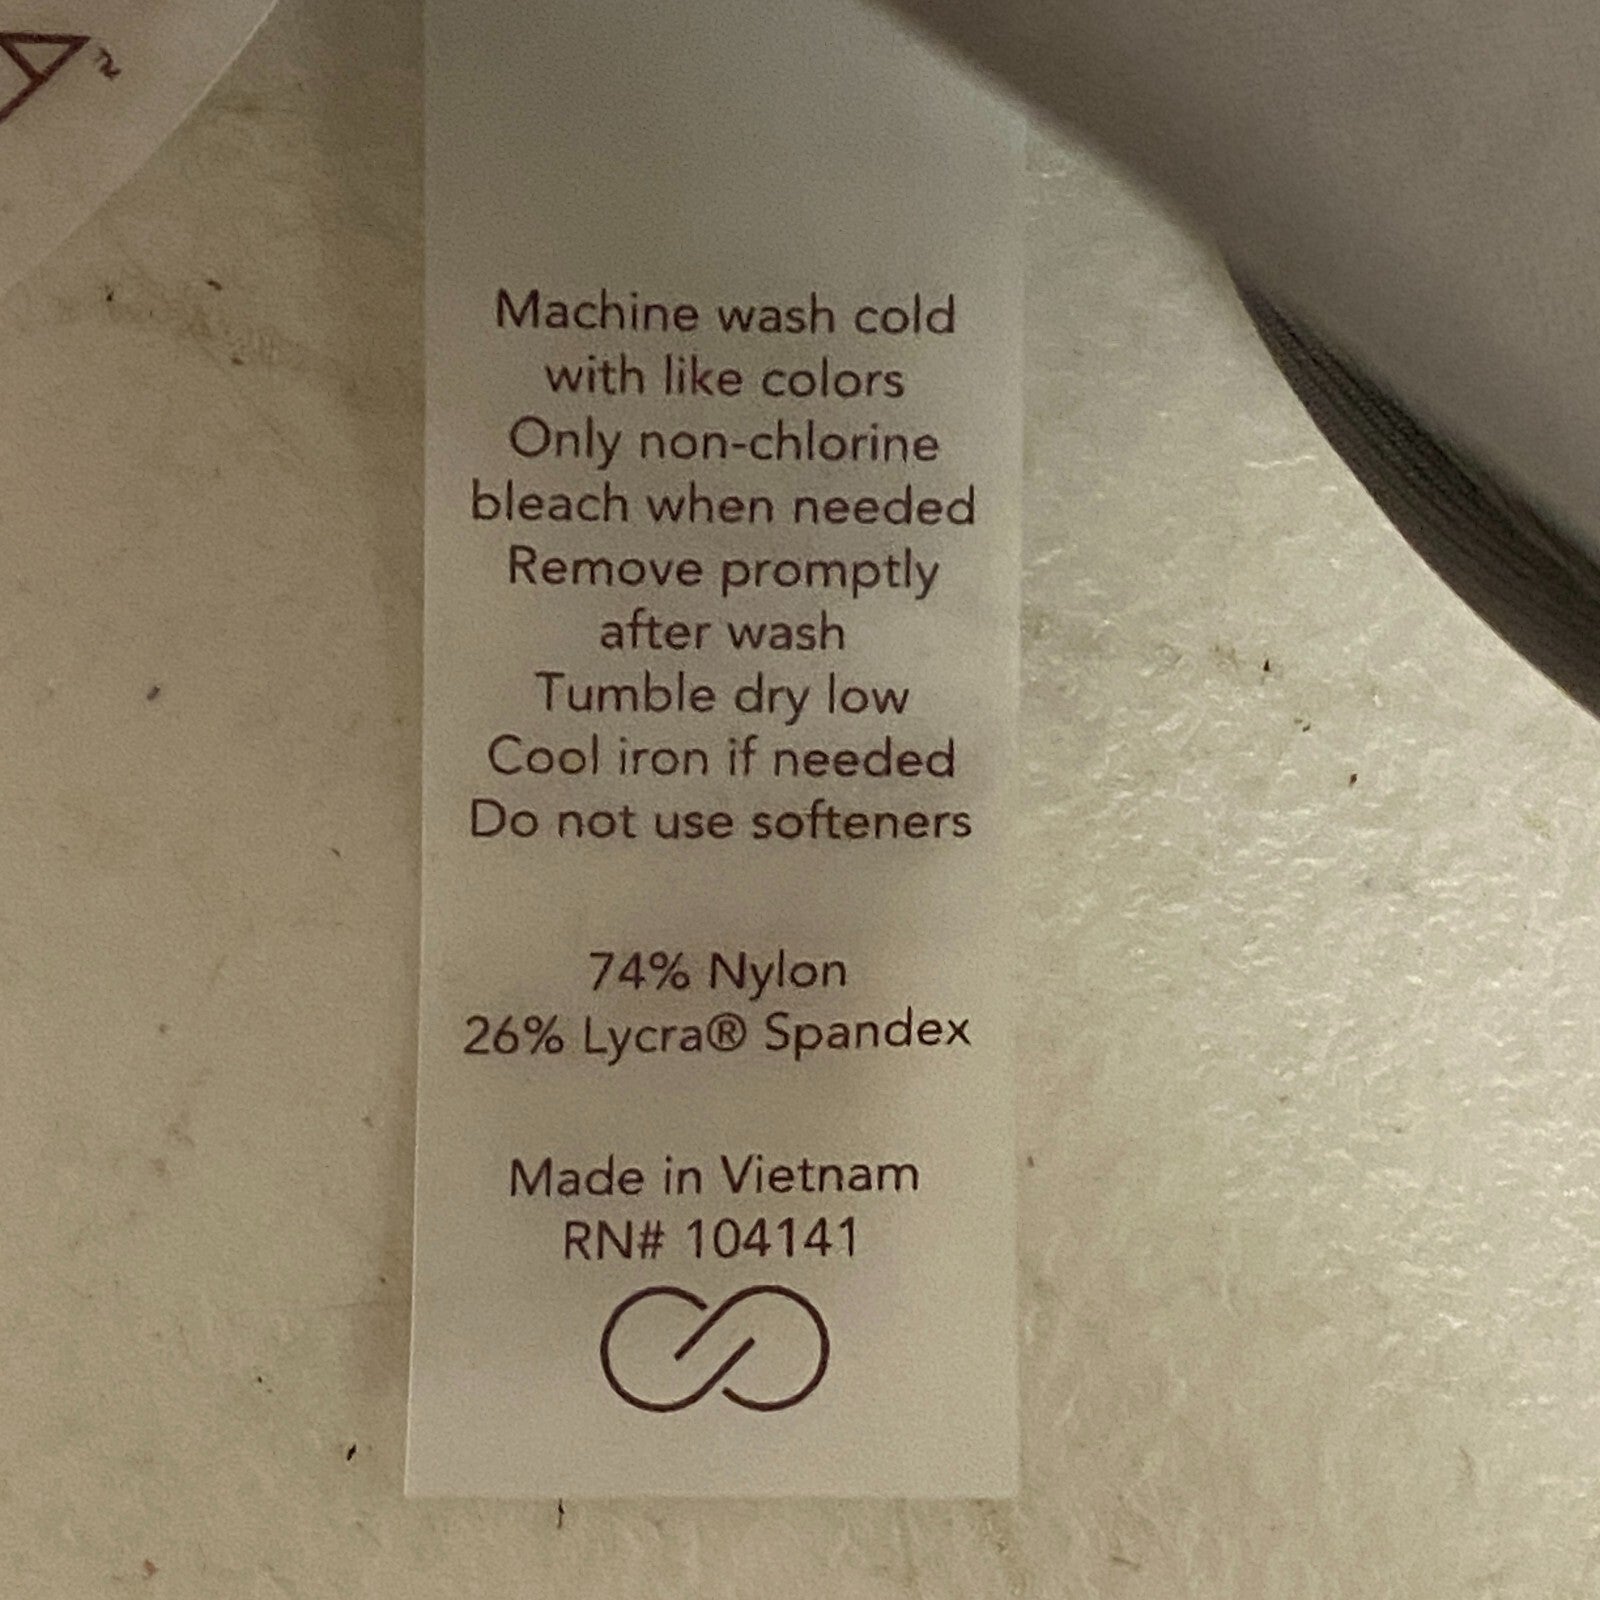 Machine wash cold
with like colors
Only non-chlorine
bleach when needed
Remove promptly
after wash
Tumble dry low
Cool iron if needed
Do not use softeners
74% Nylon
26% Lycra® Spandex
Made in Vietnam
RN# 104141